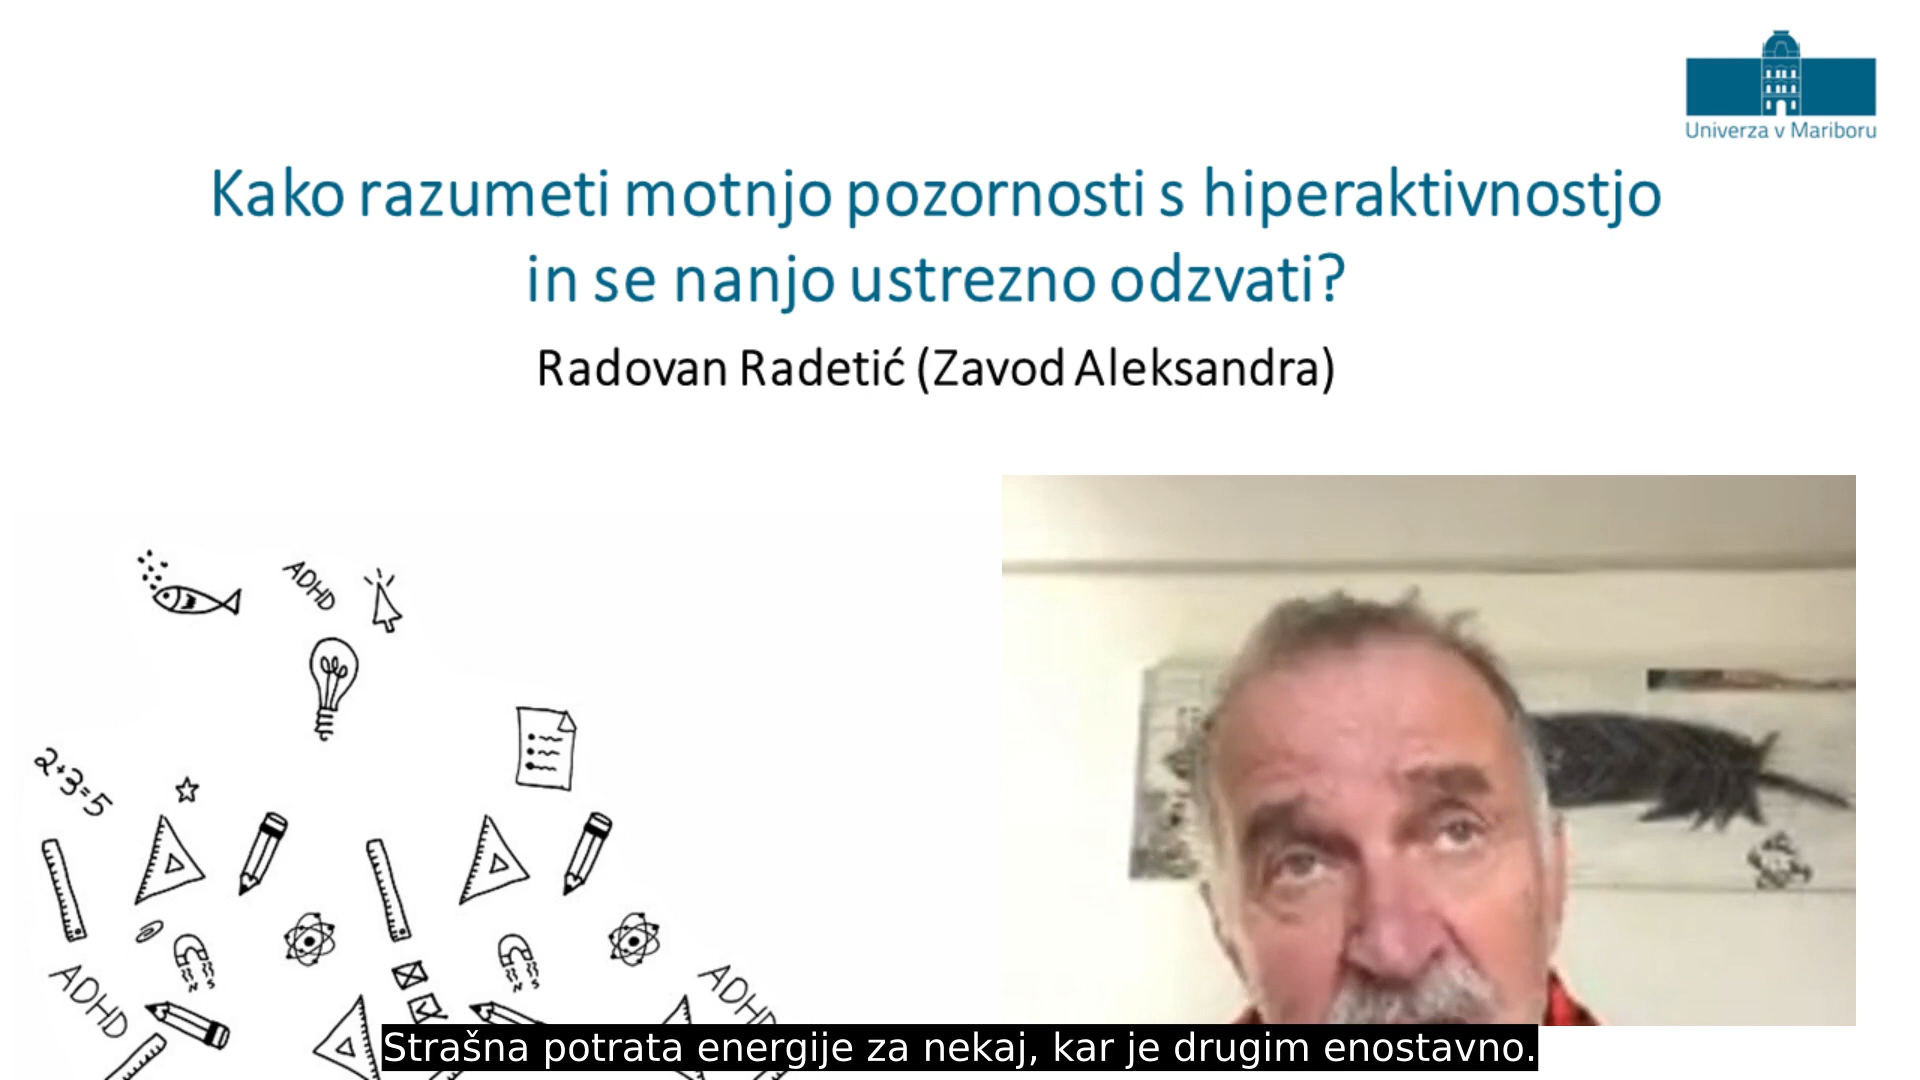 Univerza v Mariboru
Kako razumeti motnjo pozornosti s hiperaktivnostjo
in se nanjo ustrezno odzvati?
Radovan Radetić (Zavod Aleksandra)
ADHD
2+3=5
N S
N S
ADHD
ADHD
Strašna potrata energije za nekaj, kar je drugim enostavno.